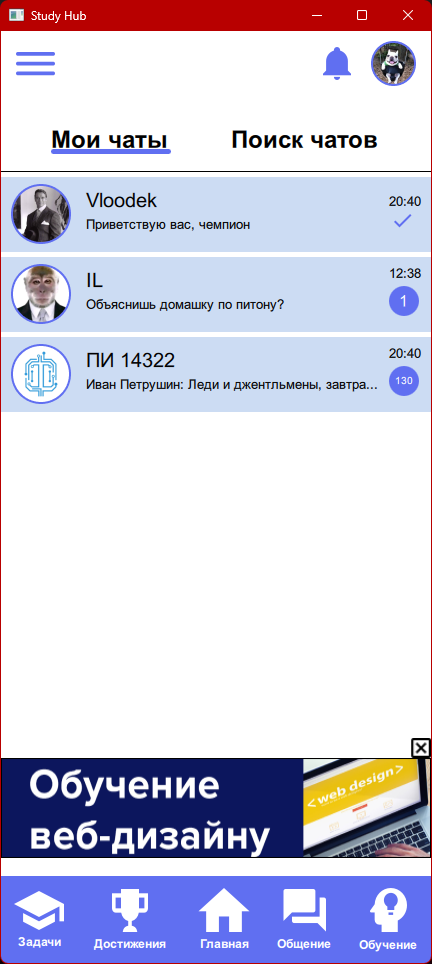 Study Hub
Мои чаты
Поиск чатов
Vloodek
20:40
Приветствую вас, чемпион
IL
12:38
Объяснишь домашку по питону?
1
ПИ 14322
20:40
Иван Петрушин: Леди и джентльмены, завтра...
130
Обучение
веб-дизайну
<web design>
Задачи
Достижения
Главная
Общение
Обучение